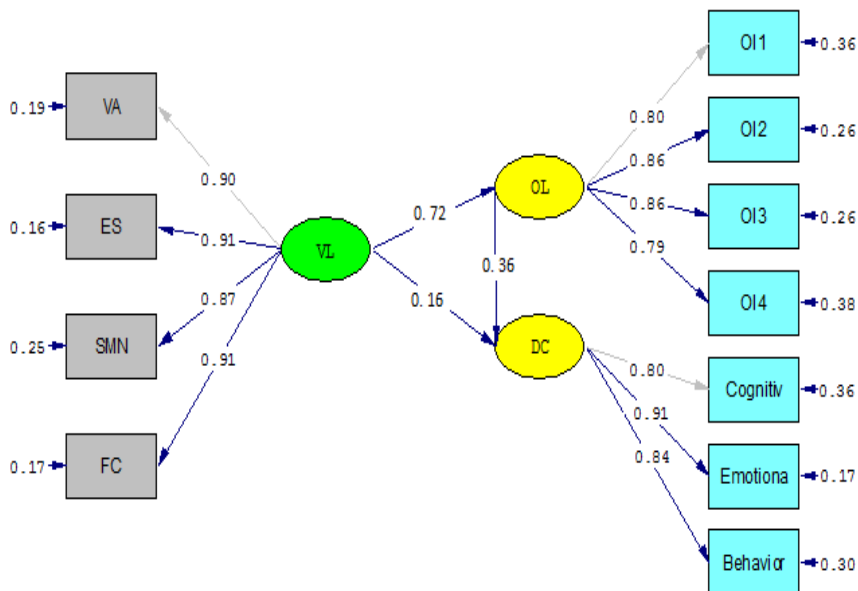 0.19
VA
0.90
0.16
ES
0.91
0.25
SMN
0.87
0.17
FC
0.91
VL
0.72
0.16
OL
0.36
DC
0.80
OI1
0.36
0.86
OI2
0.26
0.86
OI3
0.26
0.79
OI4
0.38
0.80
Cognitiv
0.36
0.91
Emotiona
0.17
0.84
Behavior
0.30